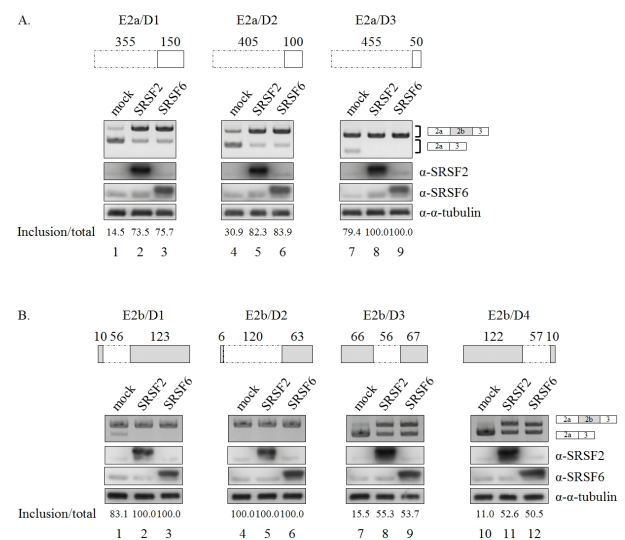 A.
E2a/D1 E2a/D2 E2a/D3
355 150 405 100 455 50
mock SRSF2 SRSF6 mock SRSF2 SRSF6 mock SRSF2 SRSF6
2a 2b 3
2a 3
α-SRSF2
α-SRSF6
α-α-tubulin
Inclusion/total 14.5 73.5 75.7 30.9 82.3 83.9 79.4 100.0 100.0
1 2 3 4 5 6 7 8 9
B.
E2b/D1 E2b/D2 E2b/D3 E2b/D4
10 56 123 6 120 63 66 56 67 122 57 10
mock SRSF2 SRSF6 mock SRSF2 SRSF6 mock SRSF2 SRSF6 mock SRSF2 SRSF6
2a 2b 3
2a 3
α-SRSF2
α-SRSF6
α-α-tubulin
Inclusion/total 83.1 100.0 100.0 100.0 100.0 100.0 15.5 55.3 53.7 11.0 52.6 50.5
1 2 3 4 5 6 7 8 9 10 11 12